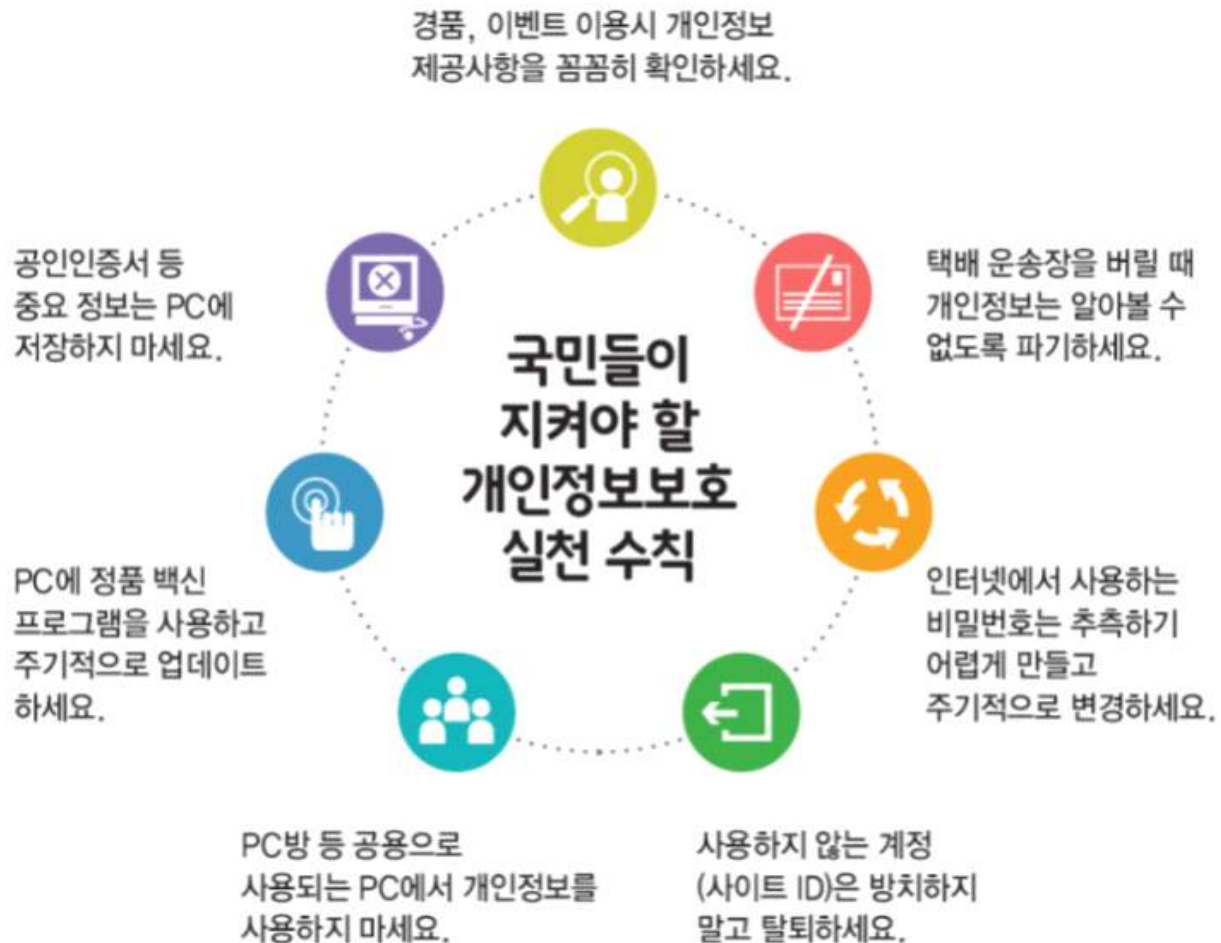 경품, 이벤트 이용시 개인정보
제공사항을 꼼꼼히 확인하세요.
택배 운송장을 버릴 때
개인정보는 알아볼 수
없도록 파기하세요.
인터넷에서 사용하는
비밀번호는 추측하기
어렵게 만들고
주기적으로 변경하세요.
사용하지 않는 계정
(사이트 ID)은 방치하지
말고 탈퇴하세요.
PC방 등 공용으로
사용되는 PC에서 개인정보를
사용하지 마세요.
PC에 정품 백신
프로그램을 사용하고
주기적으로 업데이트
하세요.
공인인증서 등
중요 정보는 PC에
저장하지 마세요.
국민들이
지켜야 할
개인정보보호
실천 수칙